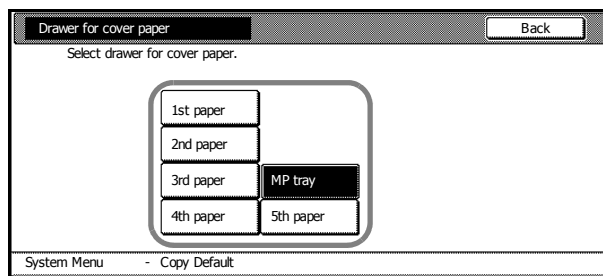 Drawer for cover paper Back
Select drawer for cover paper.
1st paper
2nd paper
3rd paper MP tray
4th paper 5th paper
System Menu - Copy Default